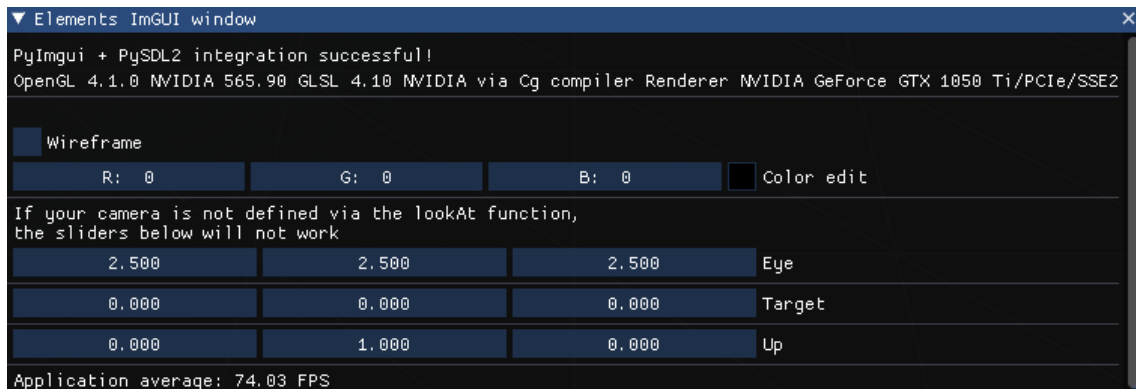 Elements ImGUI window
PyImgui + PySDL2 integration successful!
OpenGL 4.1.0 NVIDIA 565.90 GLSL 4.10 NVIDIA via Cg compiler Renderer NVIDIA GeForce GTX 1050 Ti/PCIe/SSE2
Wireframe
R: 0 G: 0 B: 0 Color edit
If your camera is not defined via the lookAt function,
the sliders below will not work
2.500 2.500 2.500 Eye
0.000 0.000 0.000 Target
0.000 1.000 0.000 Up
Application average: 74.03 FPS